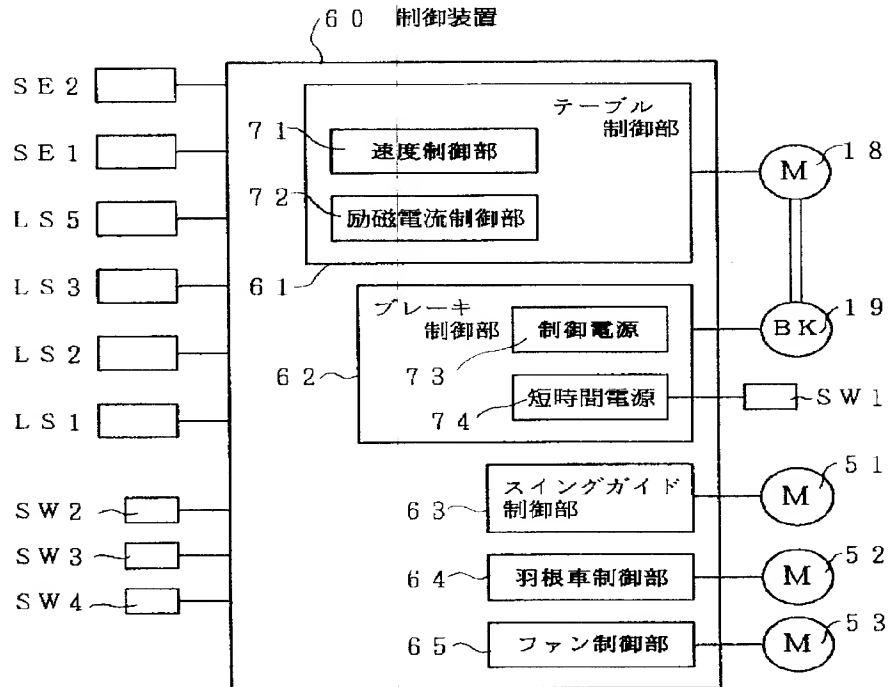 ６０ 制御装置
ＳＥ２
テーブル
制御部
７１
速度制御部
１８
Ｍ
ＳＥ１
７２
励磁電流制御部
ＬＳ５
６１
ＬＳ３
ブレーキ
制御部
制御電源
１９
ＢＫ
ＬＳ２
６２
７３
短時間電源
ＳＷ１
７４
ＬＳ１
スイングガイド
制御部
５１
Ｍ
６３
ＳＷ２
ＳＷ３
羽根車制御部
５２
Ｍ
６４
ＳＷ４
ファン制御部
５３
Ｍ
６５